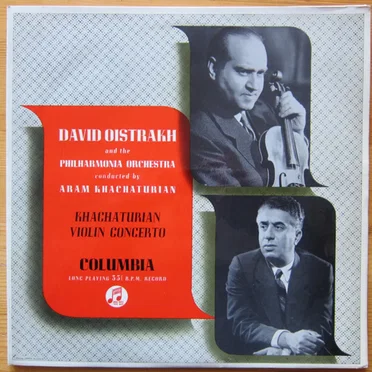 DAVID OISTRAKH
and the
PHILHARMONIA ORCHESTRA
conducted by
ARAM KHACHATURIAN
KHACHATURIAN
VIOLIN CONCERTO
COLUMBIA
LONG PLAYING 33⅓ R.P.M. RECORD